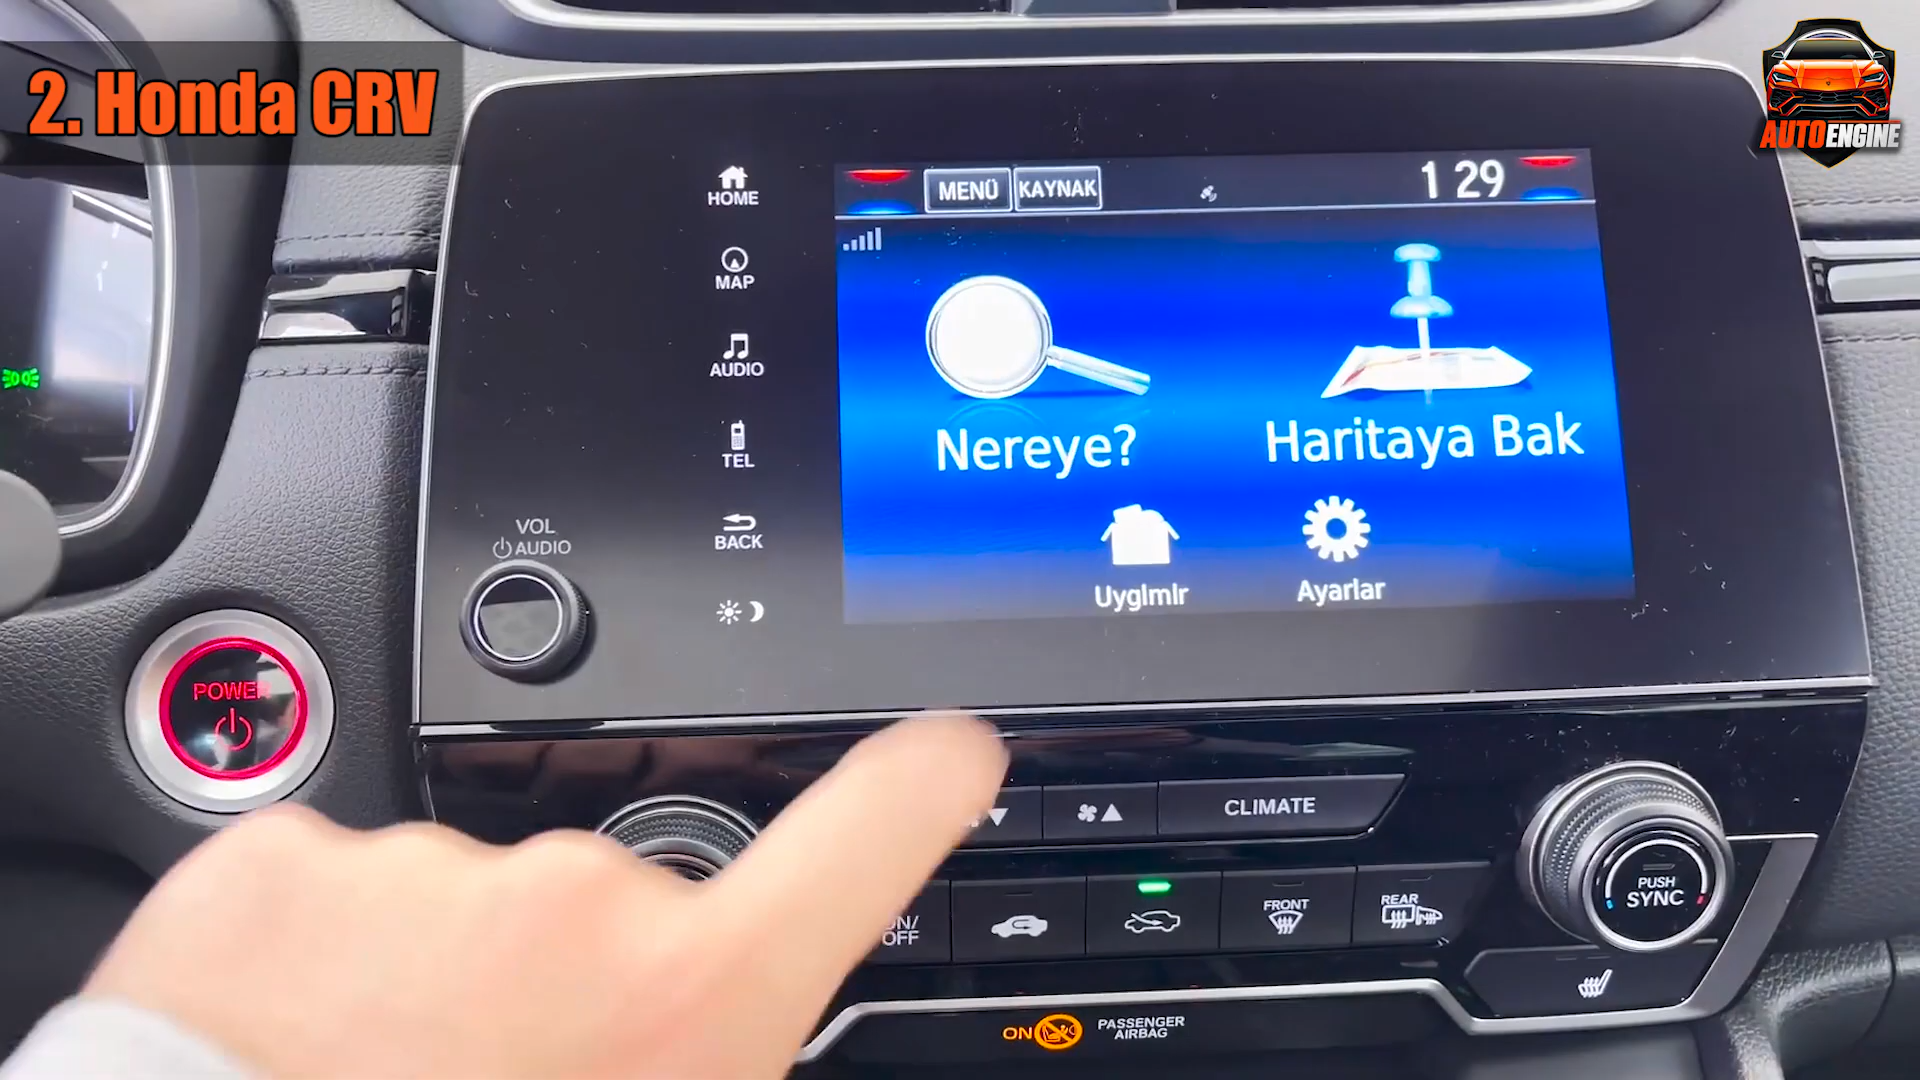 2. Honda CRV
AUTOENGINE
HOME
MENÜ
KAYNAK
1 29
MAP
AUDIO
Nereye?
Haritaya Bak
TEL
VOL
AUDIO
BACK
Uyglmlr
Ayarlar
POWER
CLIMATE
ON/
OFF
FRONT
REAR
PUSH
SYNC
ON
PASSENGER
AIRBAG